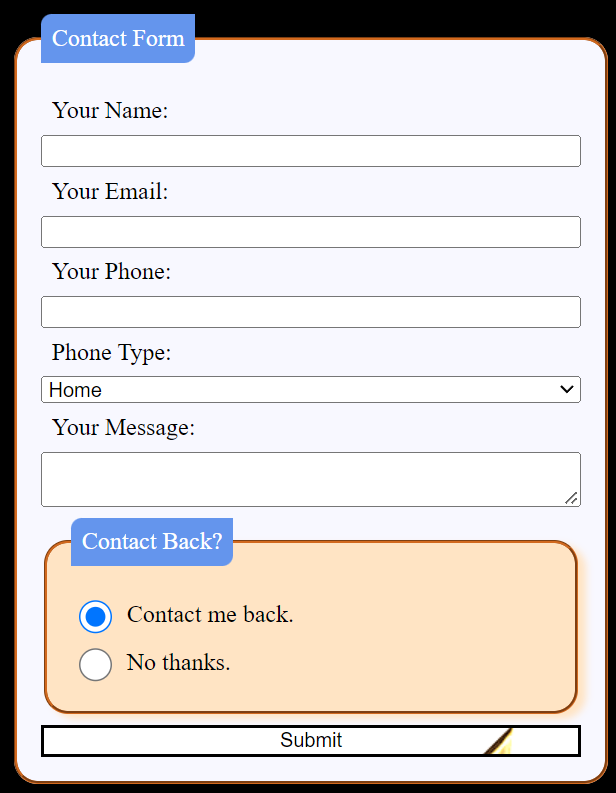 Contact Form
Your Name:
Your Email:
Your Phone:
Phone Type:
Home
Your Message:
Contact Back?
Contact me back.
No thanks.
Submit